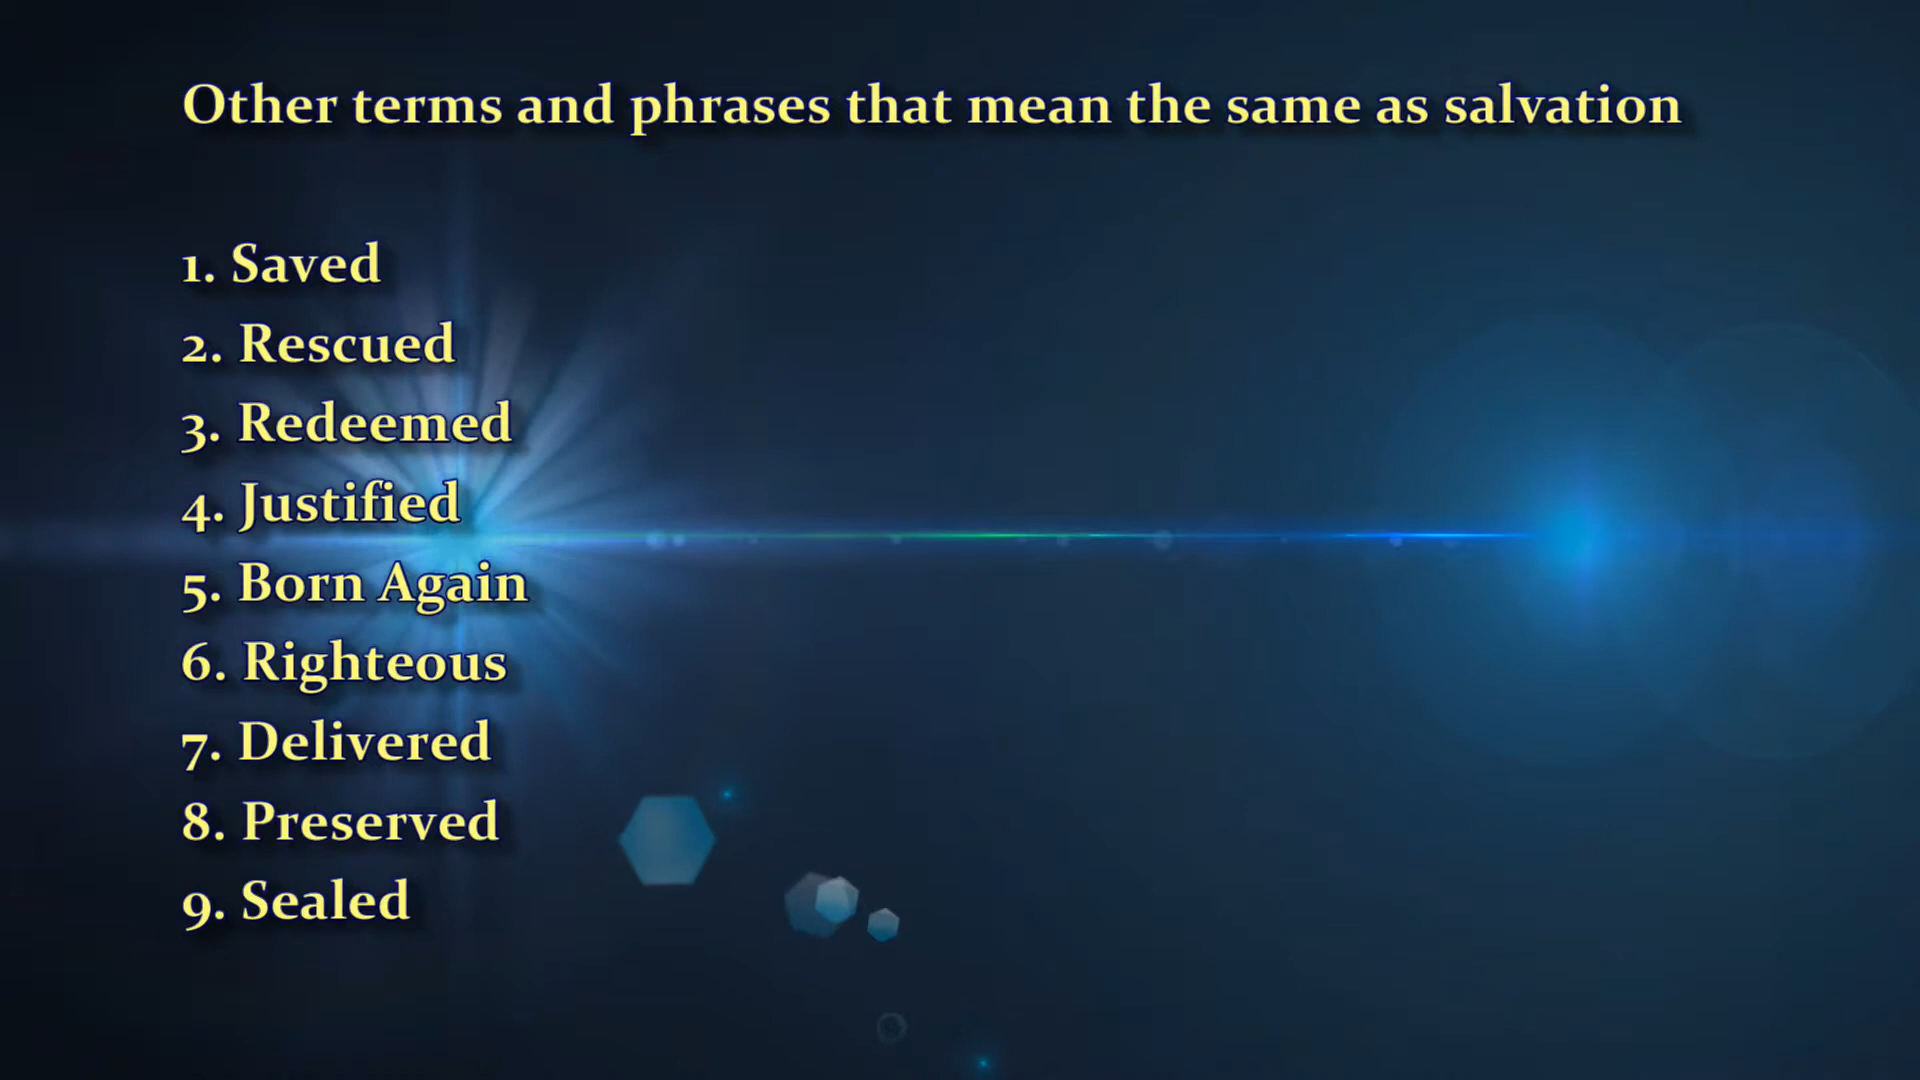 Other terms and phrases that mean the same as salvation
1. Saved
2. Rescued
3. Redeemed
4. Justified
5. Born Again
6. Righteous
7. Delivered
8. Preserved
9. Sealed